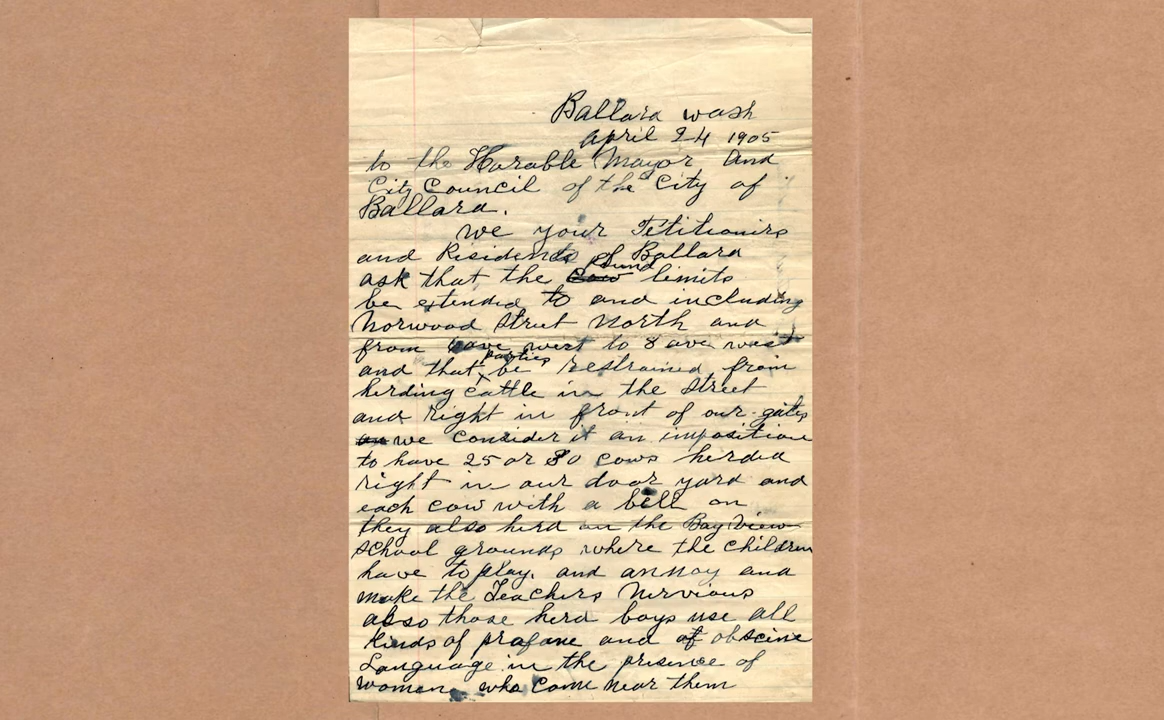 Ballard wash
April 24 1905
to the Harable Mayor And
City Council of the City of
Ballard.
We your Petitioners
and Residents of Ballard
ask that the cow Pound limits
be extended to and including
Norwood Street North and
from ave west to 8 ave west
and that parties be restrained from
herding cattle in the Street
and right in front of our gates
we consider it an imposition
to have 25 or 30 cows herded
right in our door yard and
each cow with a bell on
they also herd on the Bay View
School grounds where the children
have to play. and annoy and
make the Teachers Nervious
also those herd boys use all
kinds of profane and of obscene
Language in the presence of
woman who come near them